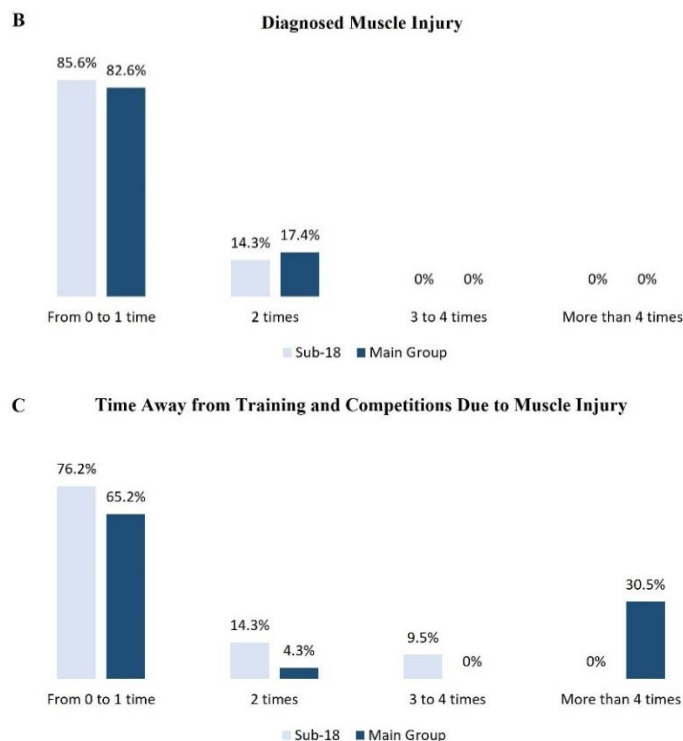 B Diagnosed Muscle Injury
85.6% 82.6%
14.3% 17.4%
0% 0% 0% 0%
From 0 to 1 time 2 times 3 to 4 times More than 4 times
Sub-18 Main Group
C Time Away from Training and Competitions Due to Muscle Injury
76.2%
65.2%
30.5%
14.3%
9.5%
4.3%
0% 0%
From 0 to 1 time 2 times 3 to 4 times More than 4 times
Sub-18 Main Group